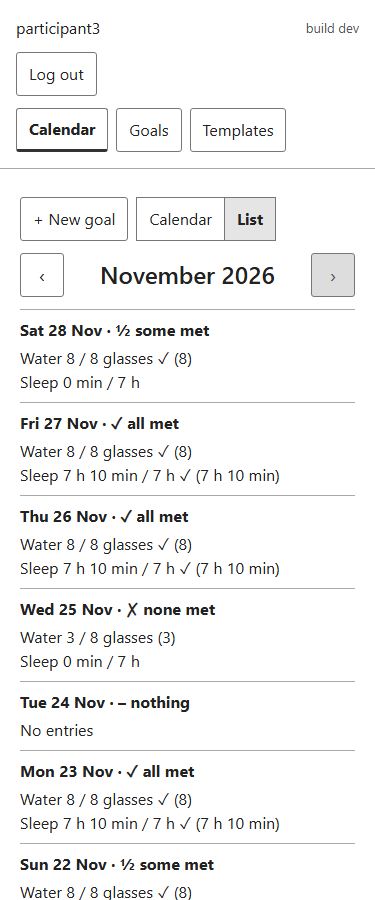 participant3
build dev
Log out
Calendar
Goals
Templates
+ New goal
Calendar
List
‹
November 2026
›
Sat 28 Nov · ½ some met
Water 8 / 8 glasses ✓ (8)
Sleep 0 min / 7 h
Fri 27 Nov · ✓ all met
Water 8 / 8 glasses ✓ (8)
Sleep 7 h 10 min / 7 h ✓ (7 h 10 min)
Thu 26 Nov · ✓ all met
Water 8 / 8 glasses ✓ (8)
Sleep 7 h 10 min / 7 h ✓ (7 h 10 min)
Wed 25 Nov · ✗ none met
Water 3 / 8 glasses (3)
Sleep 0 min / 7 h
Tue 24 Nov · – nothing
No entries
Mon 23 Nov · ✓ all met
Water 8 / 8 glasses ✓ (8)
Sleep 7 h 10 min / 7 h ✓ (7 h 10 min)
Sun 22 Nov · ½ some met
Water 8 / 8 glasses ✓ (8)